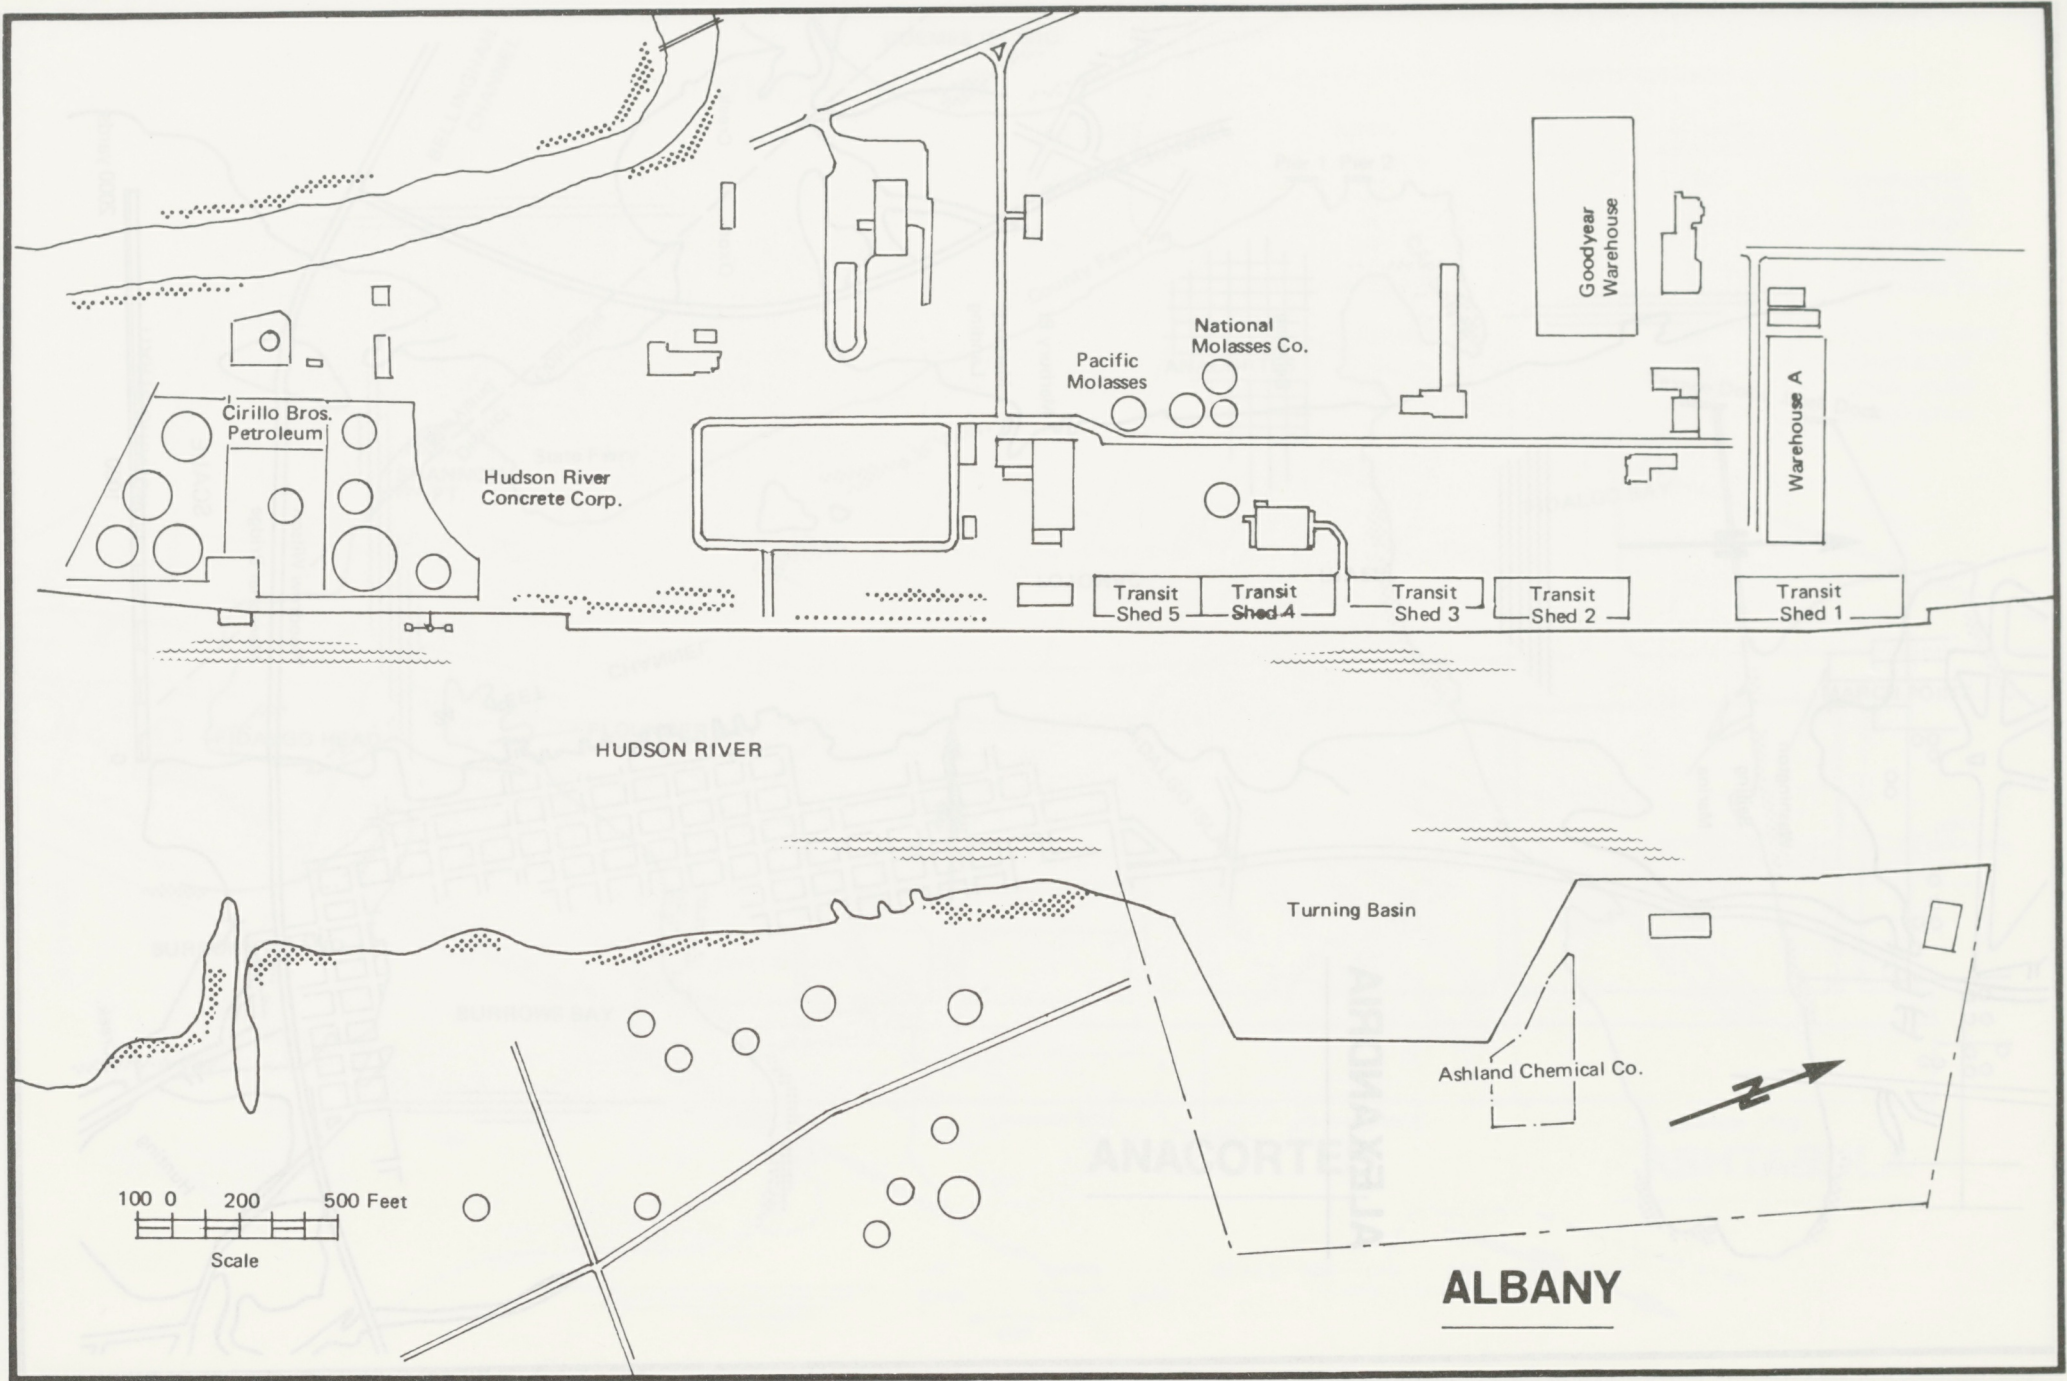 Goodyear
Warehouse
National
Molasses Co.
Pacific
Molasses
Warehouse A
Cirillo Bros.
Petroleum
Hudson River
Concrete Corp.
Transit
Shed 5
Transit
Shed 4
Transit
Shed 3
Transit
Shed 2
Transit
Shed 1
HUDSON RIVER
Turning Basin
Ashland Chemical Co.
N
100 0 200 500 Feet
Scale
ALBANY